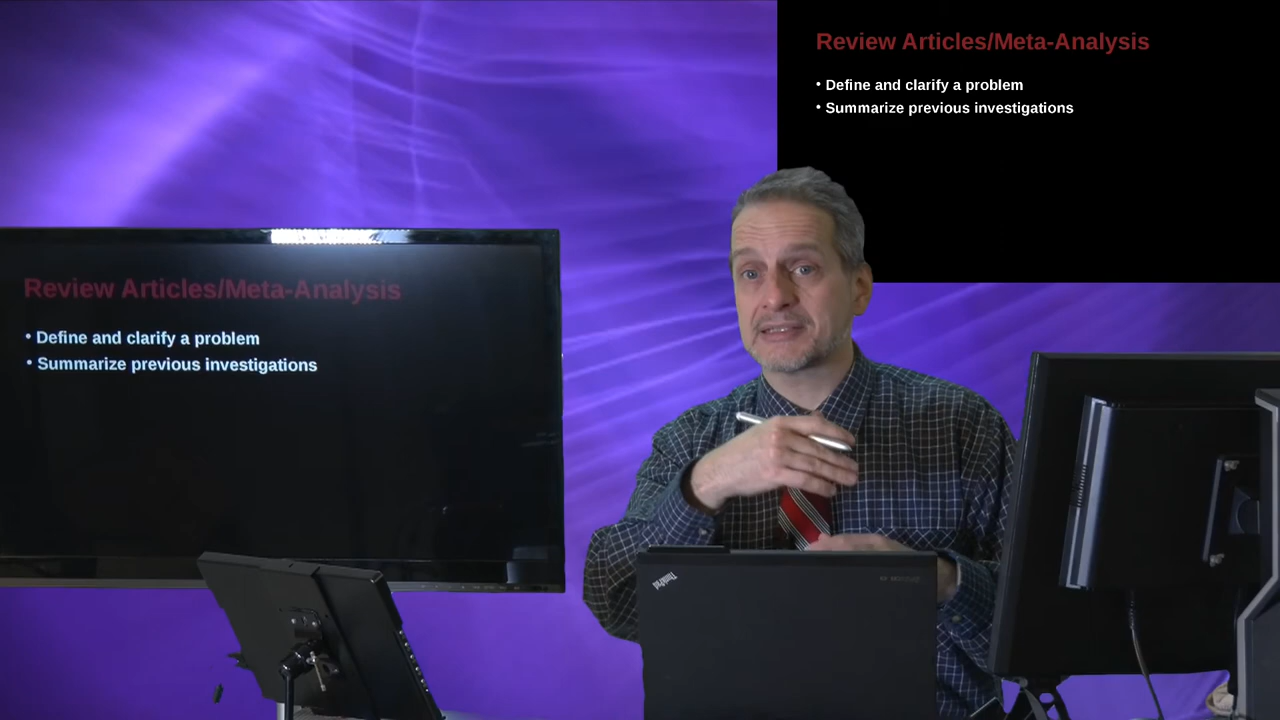 Review Articles/Meta-Analysis
• Define and clarify a problem
• Summarize previous investigations
Review Articles/Meta-Analysis
• Define and clarify a problem
• Summarize previous investigations
ThinkPad